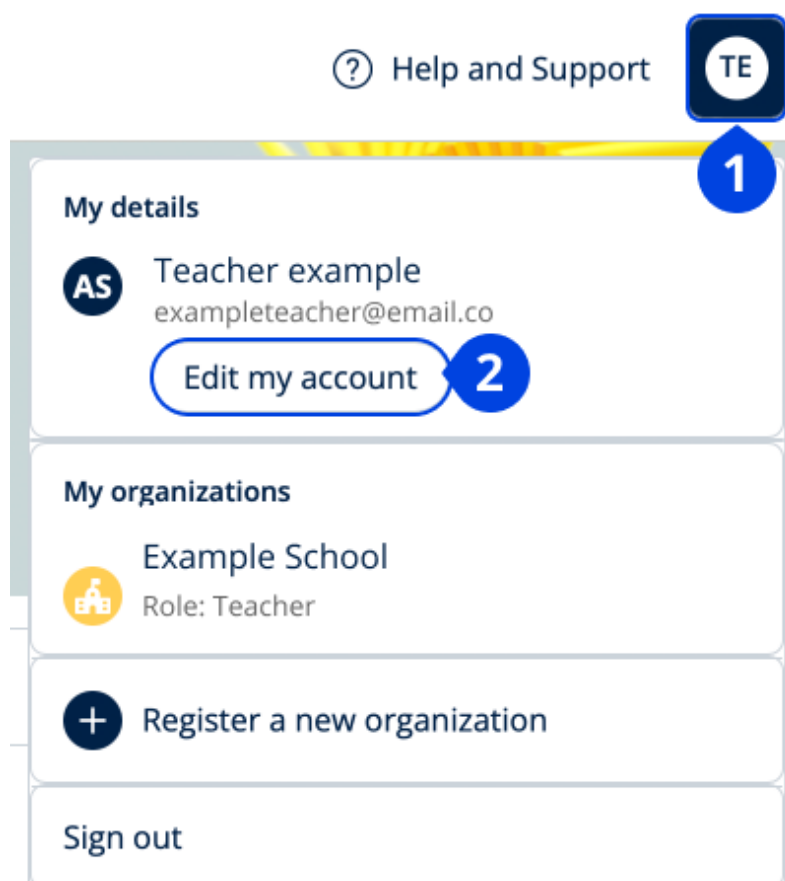 ? Help and Support TE
1
My details
AS Teacher example
exampleteacher@email.co
Edit my account 2
My organizations
Example School
Role: Teacher
+ Register a new organization
Sign out